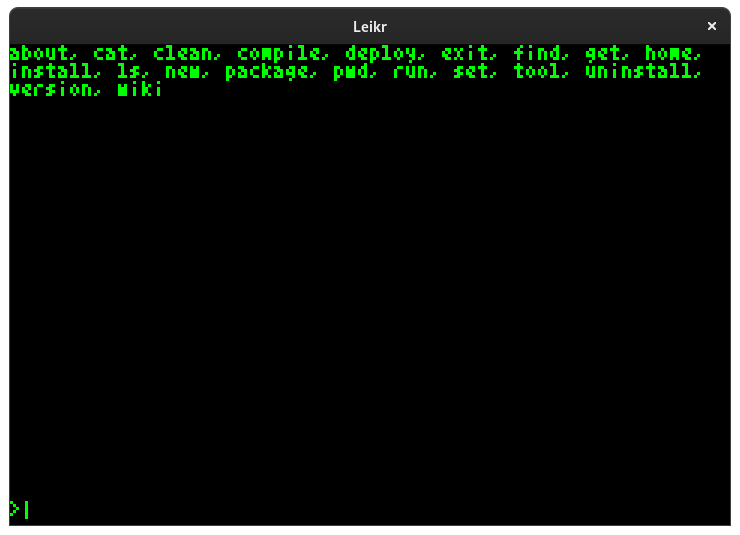 Leikr
about, cat, clean, compile, deploy, exit, find, get, home,
install, ls, new, package, pwd, run, set, tool, uninstall,
version, wiki
>